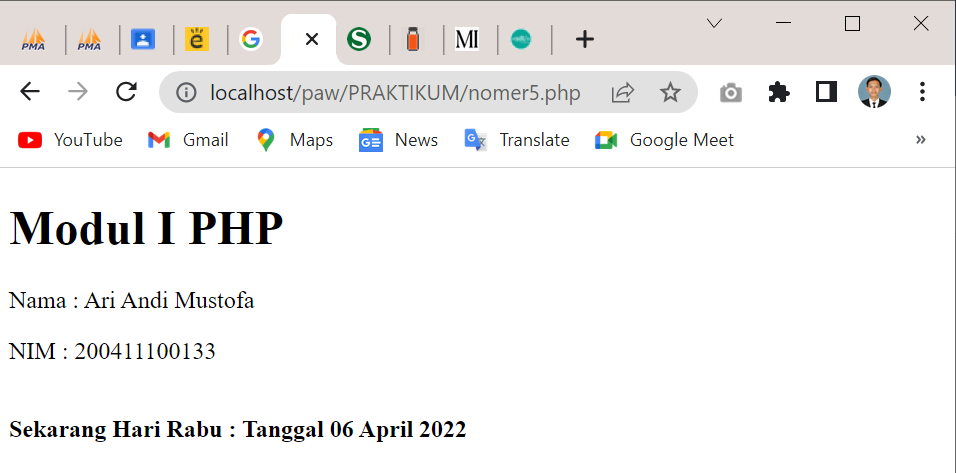 PMA PMA e G S MI
localhost/paw/PRAKTIKUM/nomer5.php
YouTube Gmail Maps News Translate Google Meet »
Modul I PHP
Nama : Ari Andi Mustofa
NIM : 200411100133
Sekarang Hari Rabu : Tanggal 06 April 2022